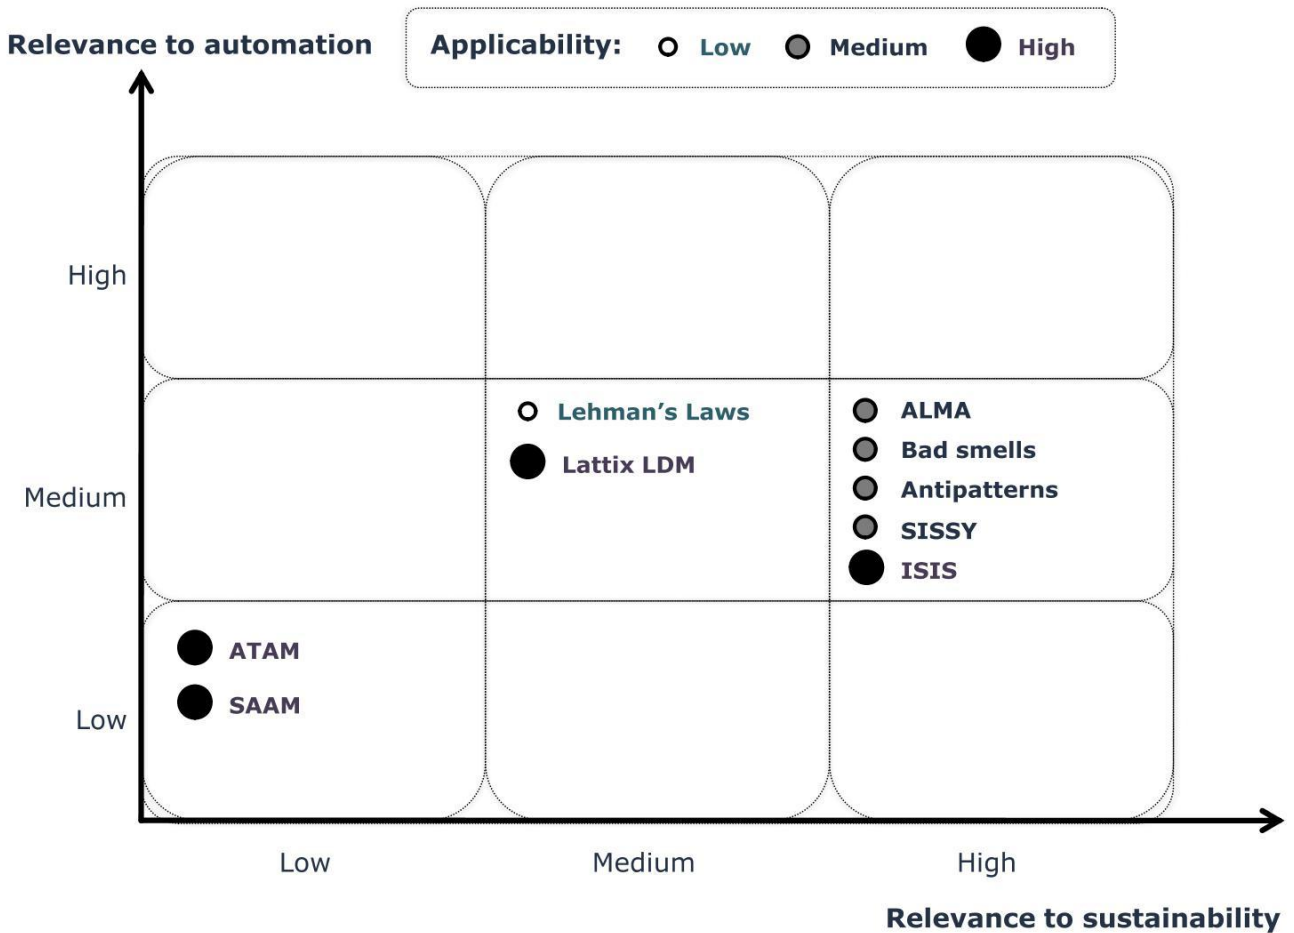 Relevance to automation
Applicability: Low Medium High
High
Medium
Low
Lehman’s Laws
Lattix LDM
ALMA
Bad smells
Antipatterns
SISSY
ISIS
ATAM
SAAM
Low Medium High
Relevance to sustainability